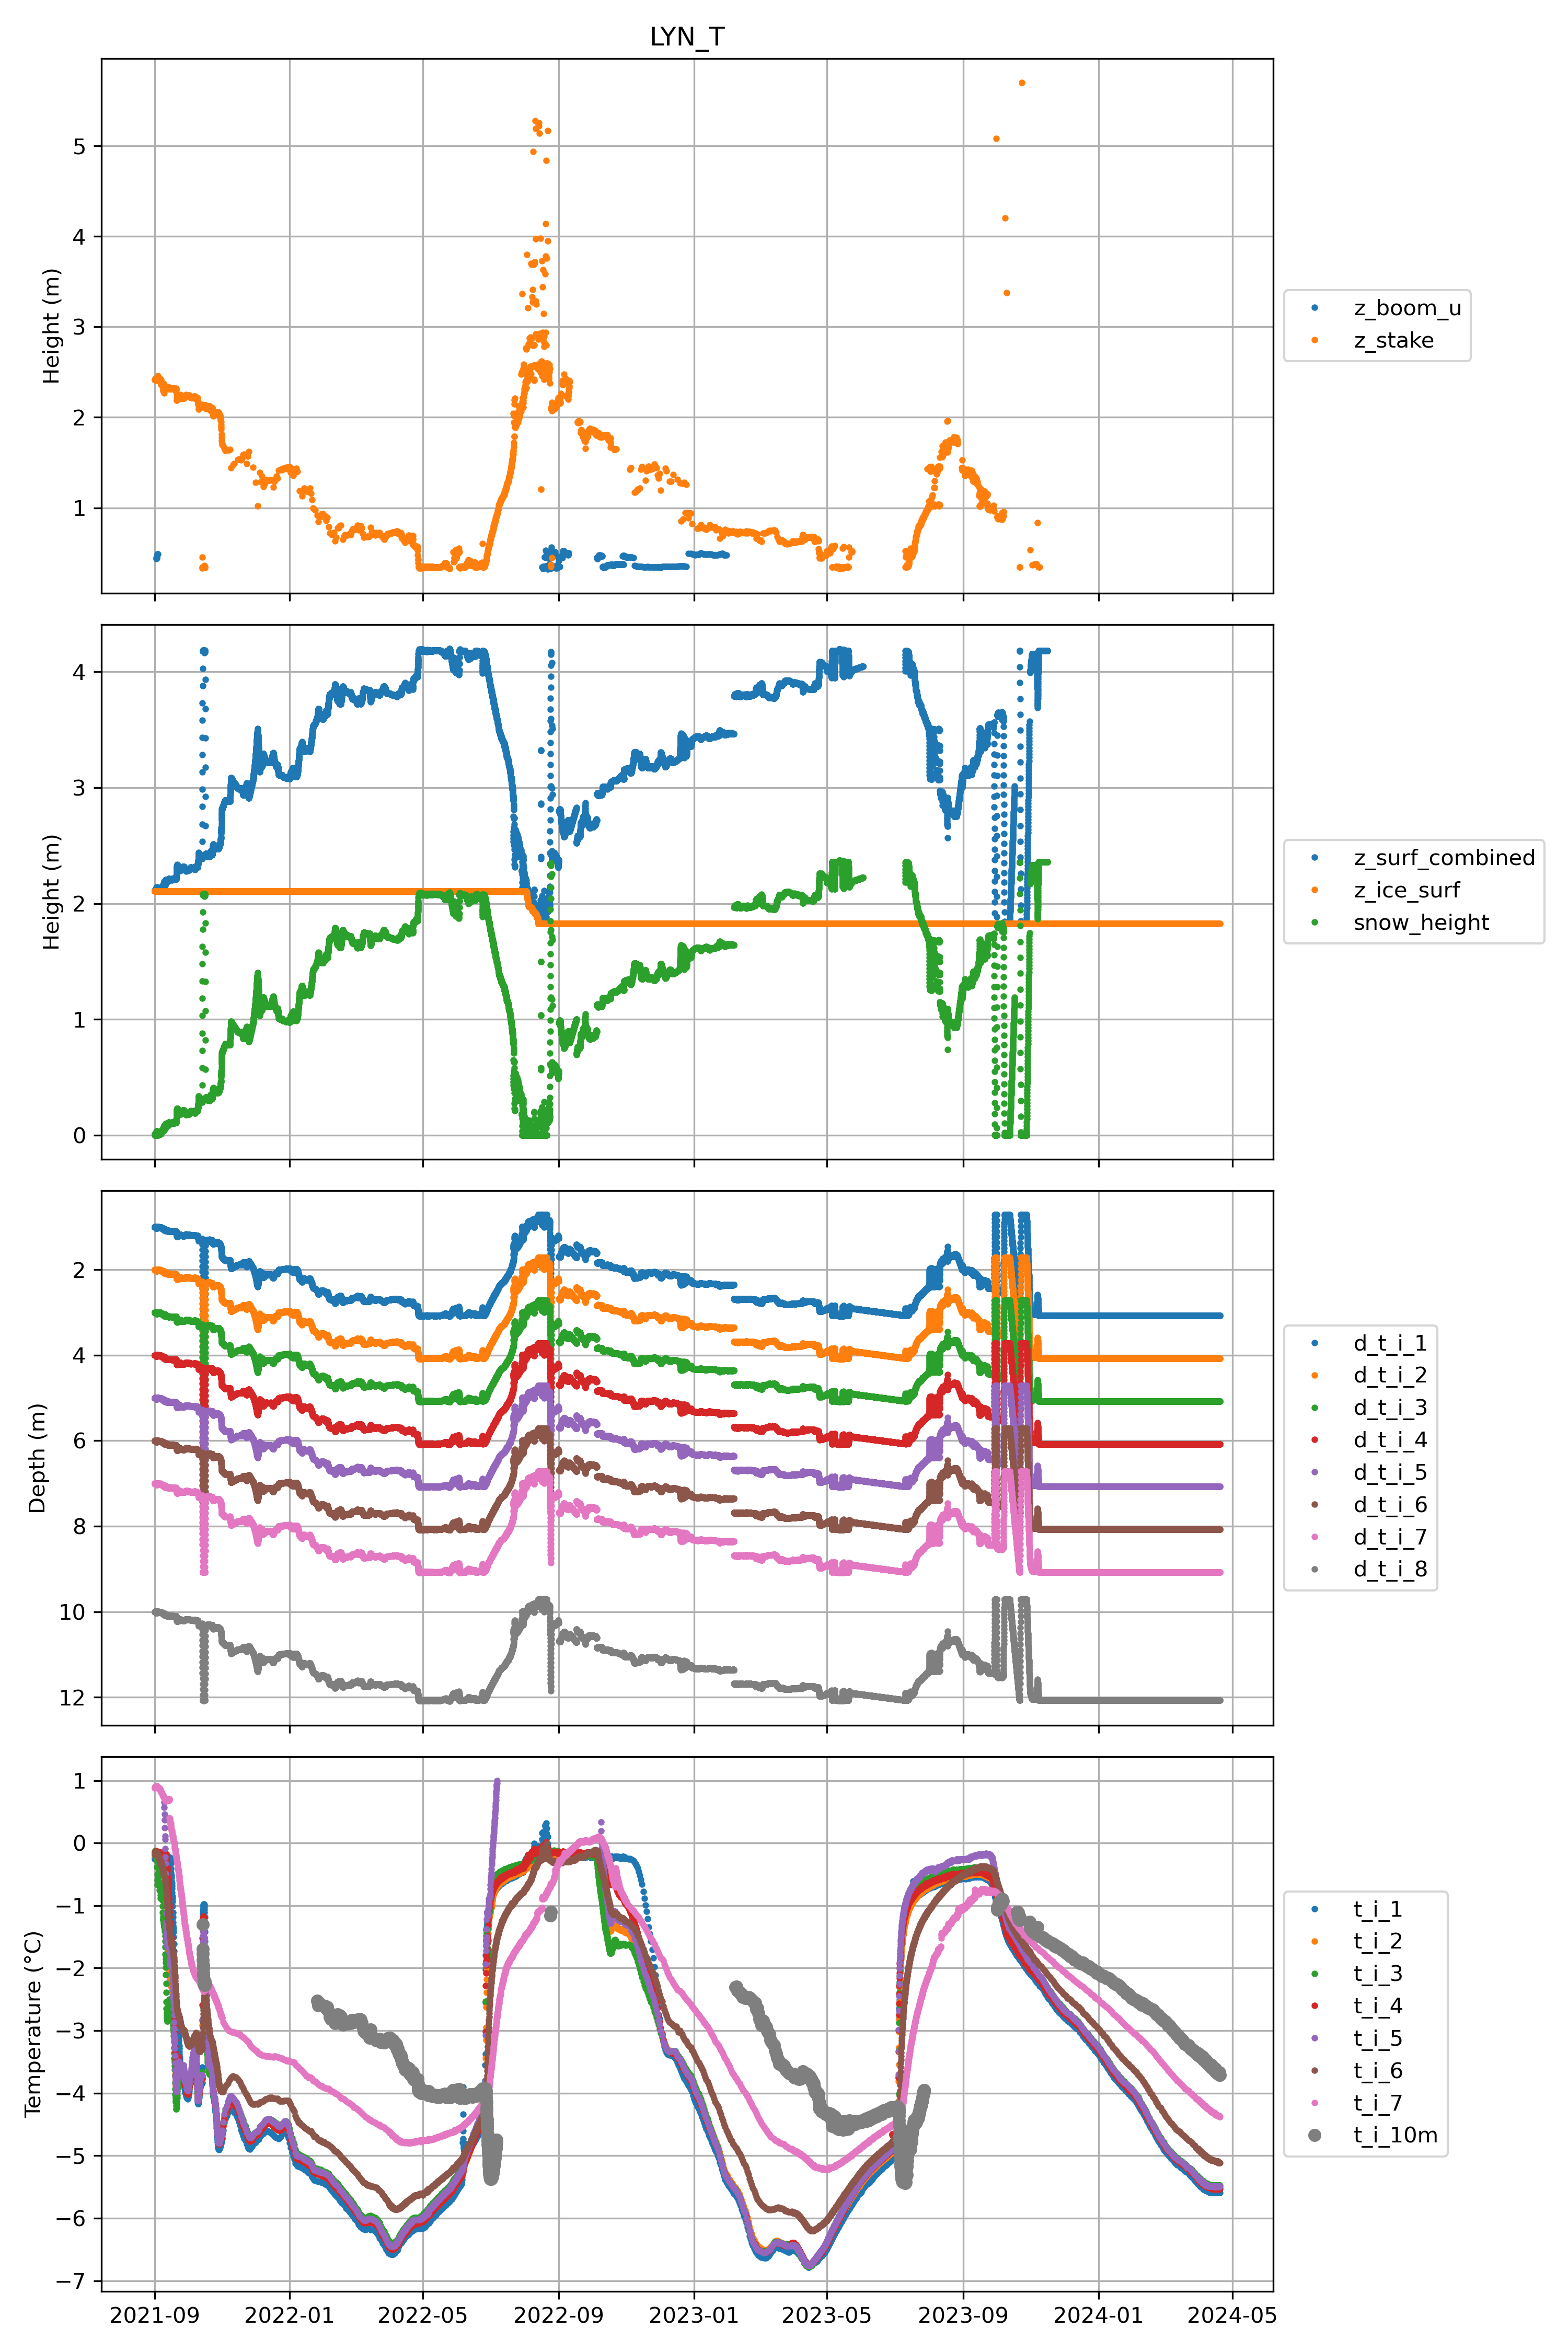 LYN_T
Height (m)
5
4
3
2
1
z_boom_u
z_stake
Height (m)
4
3
2
1
0
z_surf_combined
z_ice_surf
snow_height
Depth (m)
2
4
6
8
10
12
d_t_i_1
d_t_i_2
d_t_i_3
d_t_i_4
d_t_i_5
d_t_i_6
d_t_i_7
d_t_i_8
Temperature (°C)
1
0
−1
−2
−3
−4
−5
−6
−7
t_i_1
t_i_2
t_i_3
t_i_4
t_i_5
t_i_6
t_i_7
t_i_10m
2021-09 2022-01 2022-05 2022-09 2023-01 2023-05 2023-09 2024-01 2024-05